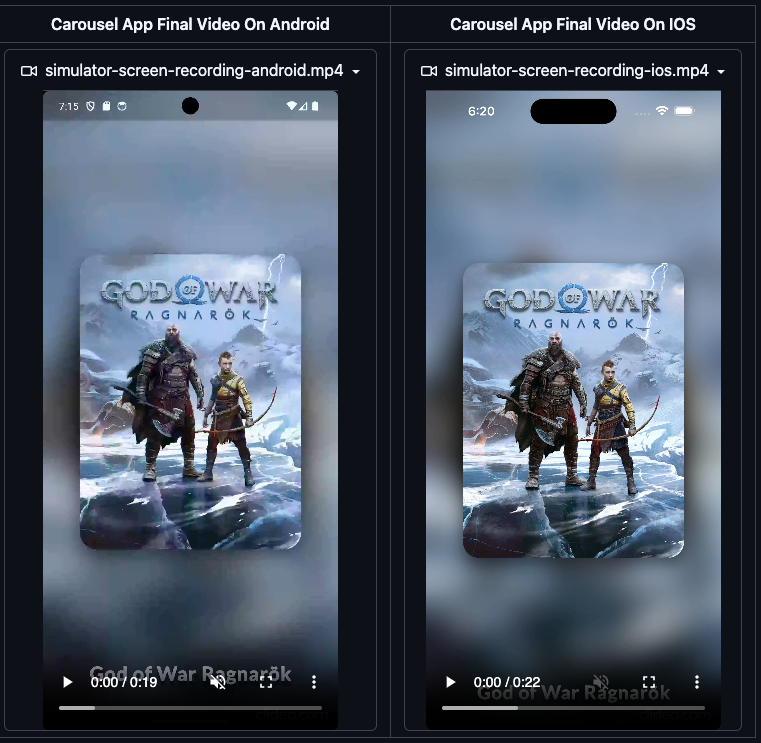 Carousel App Final Video On Android
Carousel App Final Video On IOS
simulator-screen-recording-android.mp4
simulator-screen-recording-ios.mp4
7:15
6:20
GOD OF WAR
RAGNARÖK
GOD OF WAR
RAGNARÖK
God of War Ragnarök
0:00 / 0:19
God of War Ragnarök
0:00 / 0:22